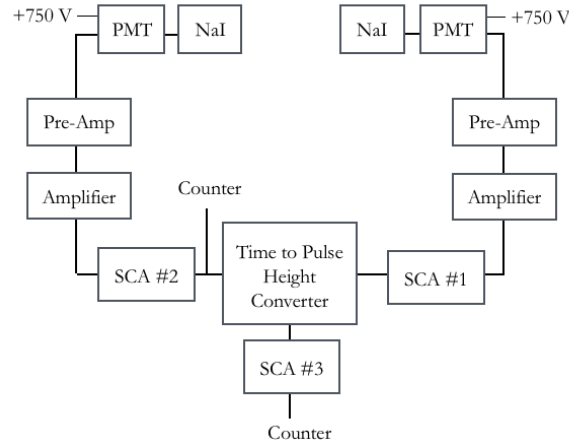 +750 V
PMT
NaI
NaI
PMT
+750 V
Pre-Amp
Pre-Amp
Amplifier
Amplifier
Counter
Time to Pulse
Height
Converter
SCA #2
SCA #1
SCA #3
Counter